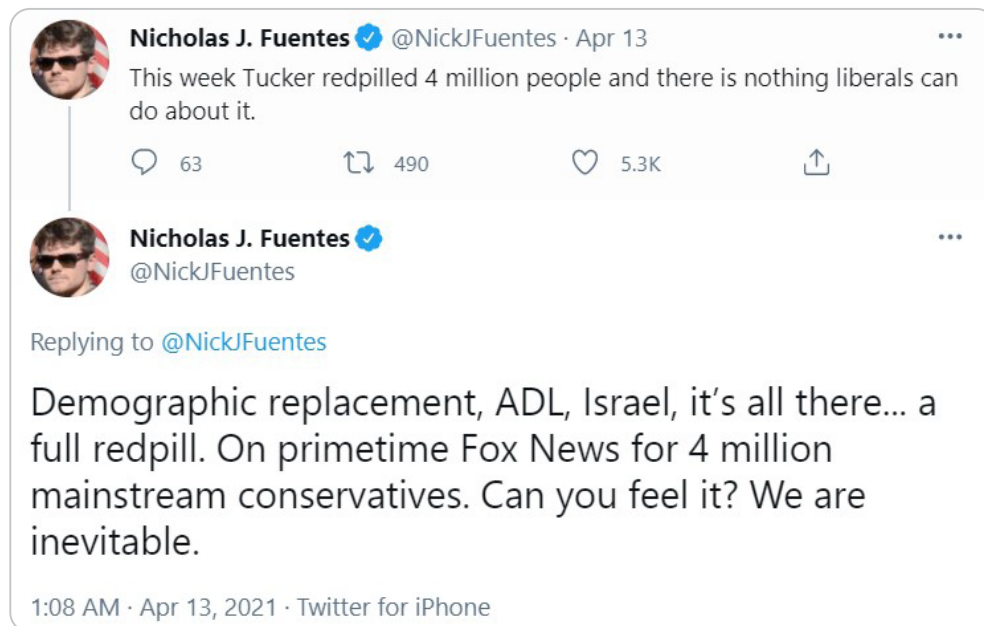 Nicholas J. Fuentes @NickJFuentes · Apr 13
This week Tucker redpilled 4 million people and there is nothing liberals can
do about it.
63 490 5.3K
Nicholas J. Fuentes
@NickJFuentes
Replying to @NickJFuentes
Demographic replacement, ADL, Israel, it's all there... a
full redpill. On primetime Fox News for 4 million
mainstream conservatives. Can you feel it? We are
inevitable.
1:08 AM · Apr 13, 2021 · Twitter for iPhone